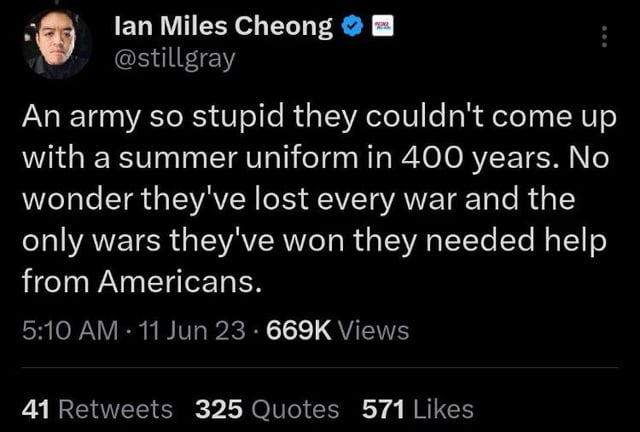 Ian Miles Cheong
@stillgray
An army so stupid they couldn't come up
with a summer uniform in 400 years. No
wonder they've lost every war and the
only wars they've won they needed help
from Americans.
5:10 AM · 11 Jun 23 · 669K Views
41 Retweets 325 Quotes 571 Likes